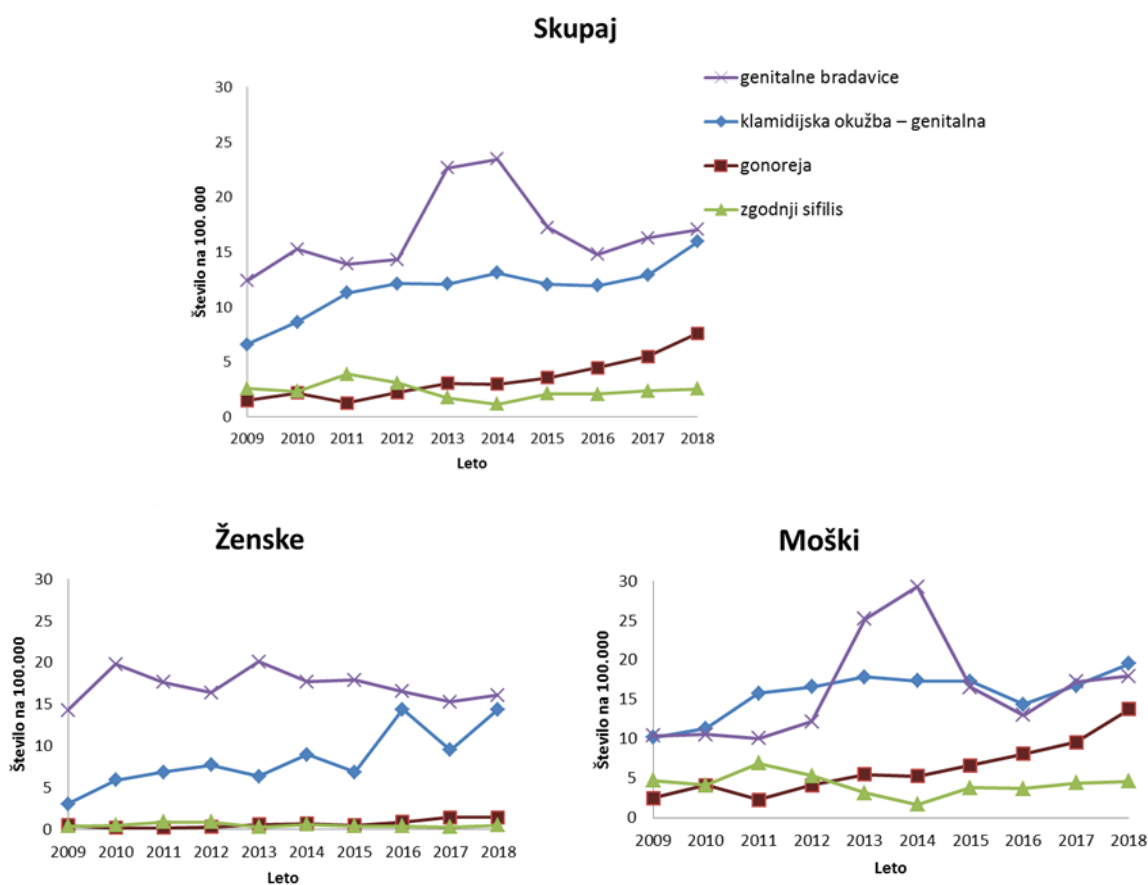 Skupaj
30
25
20
15
10
5
0
Število na 100. 000
2009 2010 2011 2012 2013 2014 2015 2016 2017 2018
Leto
genitalne bradavice
klamidijska okužba – genitalna
gonoreja
zgodnji sifilis
Ženske
30
25
20
15
10
5
0
Število na 100.000
2009 2010 2011 2012 2013 2014 2015 2016 2017 2018
Leto
Moški
30
25
20
15
10
5
0
Število na 100.000
2009 2010 2011 2012 2013 2014 2015 2016 2017 2018
Leto